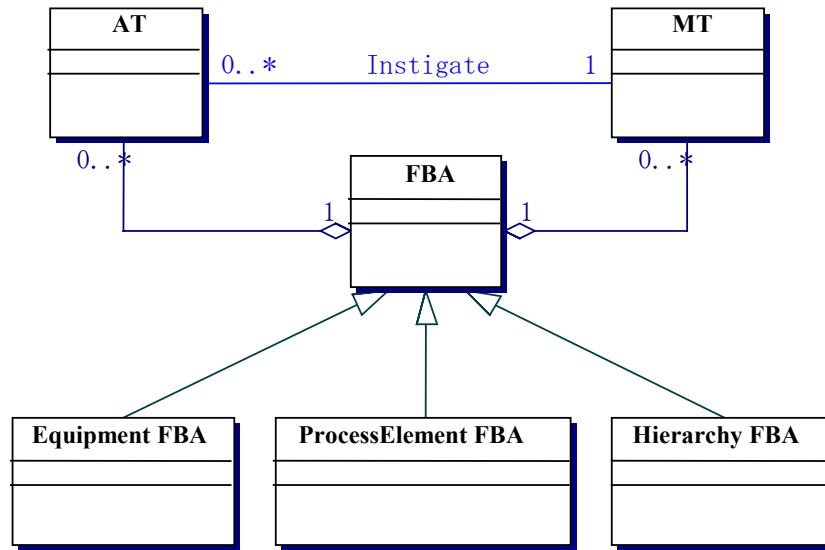 AT
MT
0..* Instigate 1
0..*
0..*
FBA
1
1
Equipment FBA
ProcessElement FBA
Hierarchy FBA